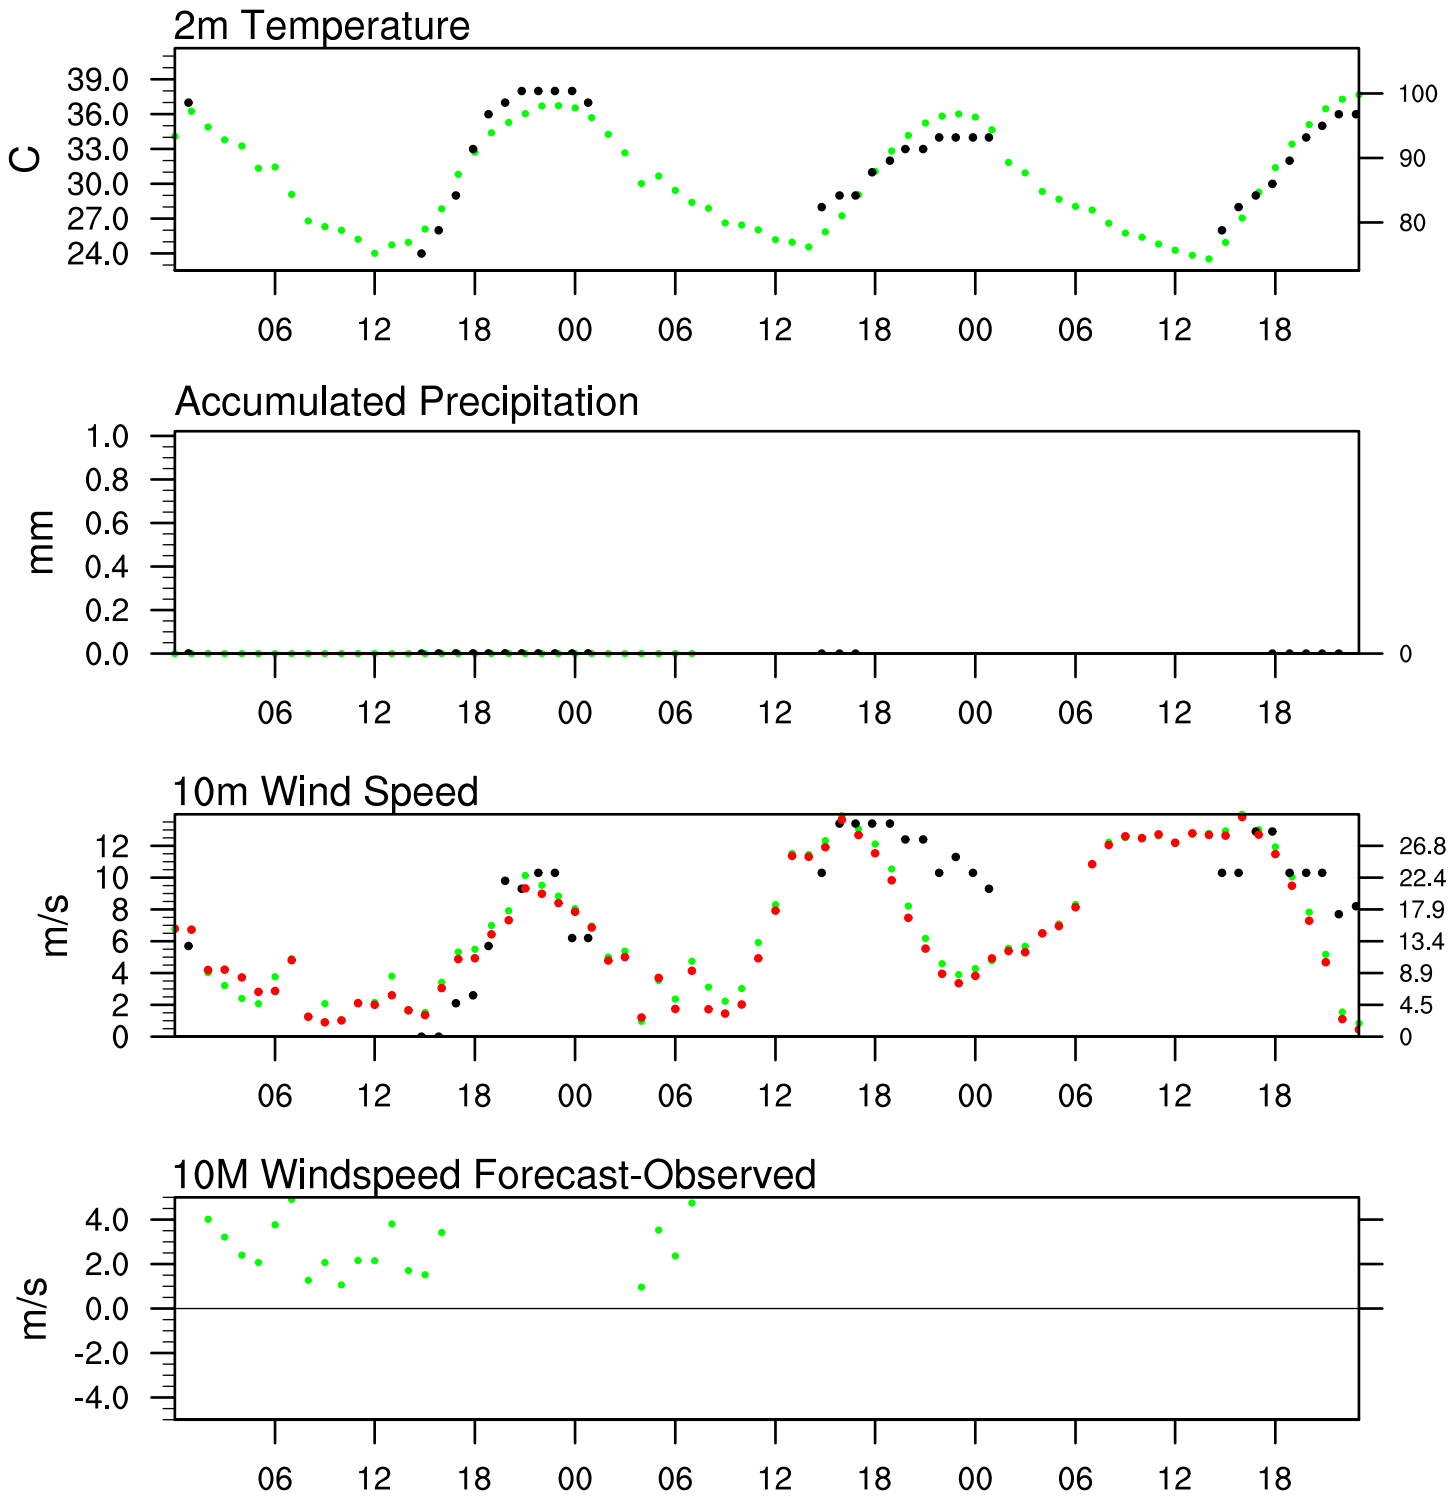 2m Temperature
39.0
36.0
33.0
30.0
27.0
24.0
C
100
90
80
06 12 18 00 06 12 18 00 06 12 18
Accumulated Precipitation
1.0
0.8
0.6
0.4
0.2
0.0
mm
0
06 12 18 00 06 12 18 00 06 12 18
10m Wind Speed
12
10
8
6
4
2
0
m/s
26.8
22.4
17.9
13.4
8.9
4.5
0
06 12 18 00 06 12 18 00 06 12 18
10M Windspeed Forecast-Observed
4.0
2.0
0.0
-2.0
-4.0
m/s
06 12 18 00 06 12 18 00 06 12 18